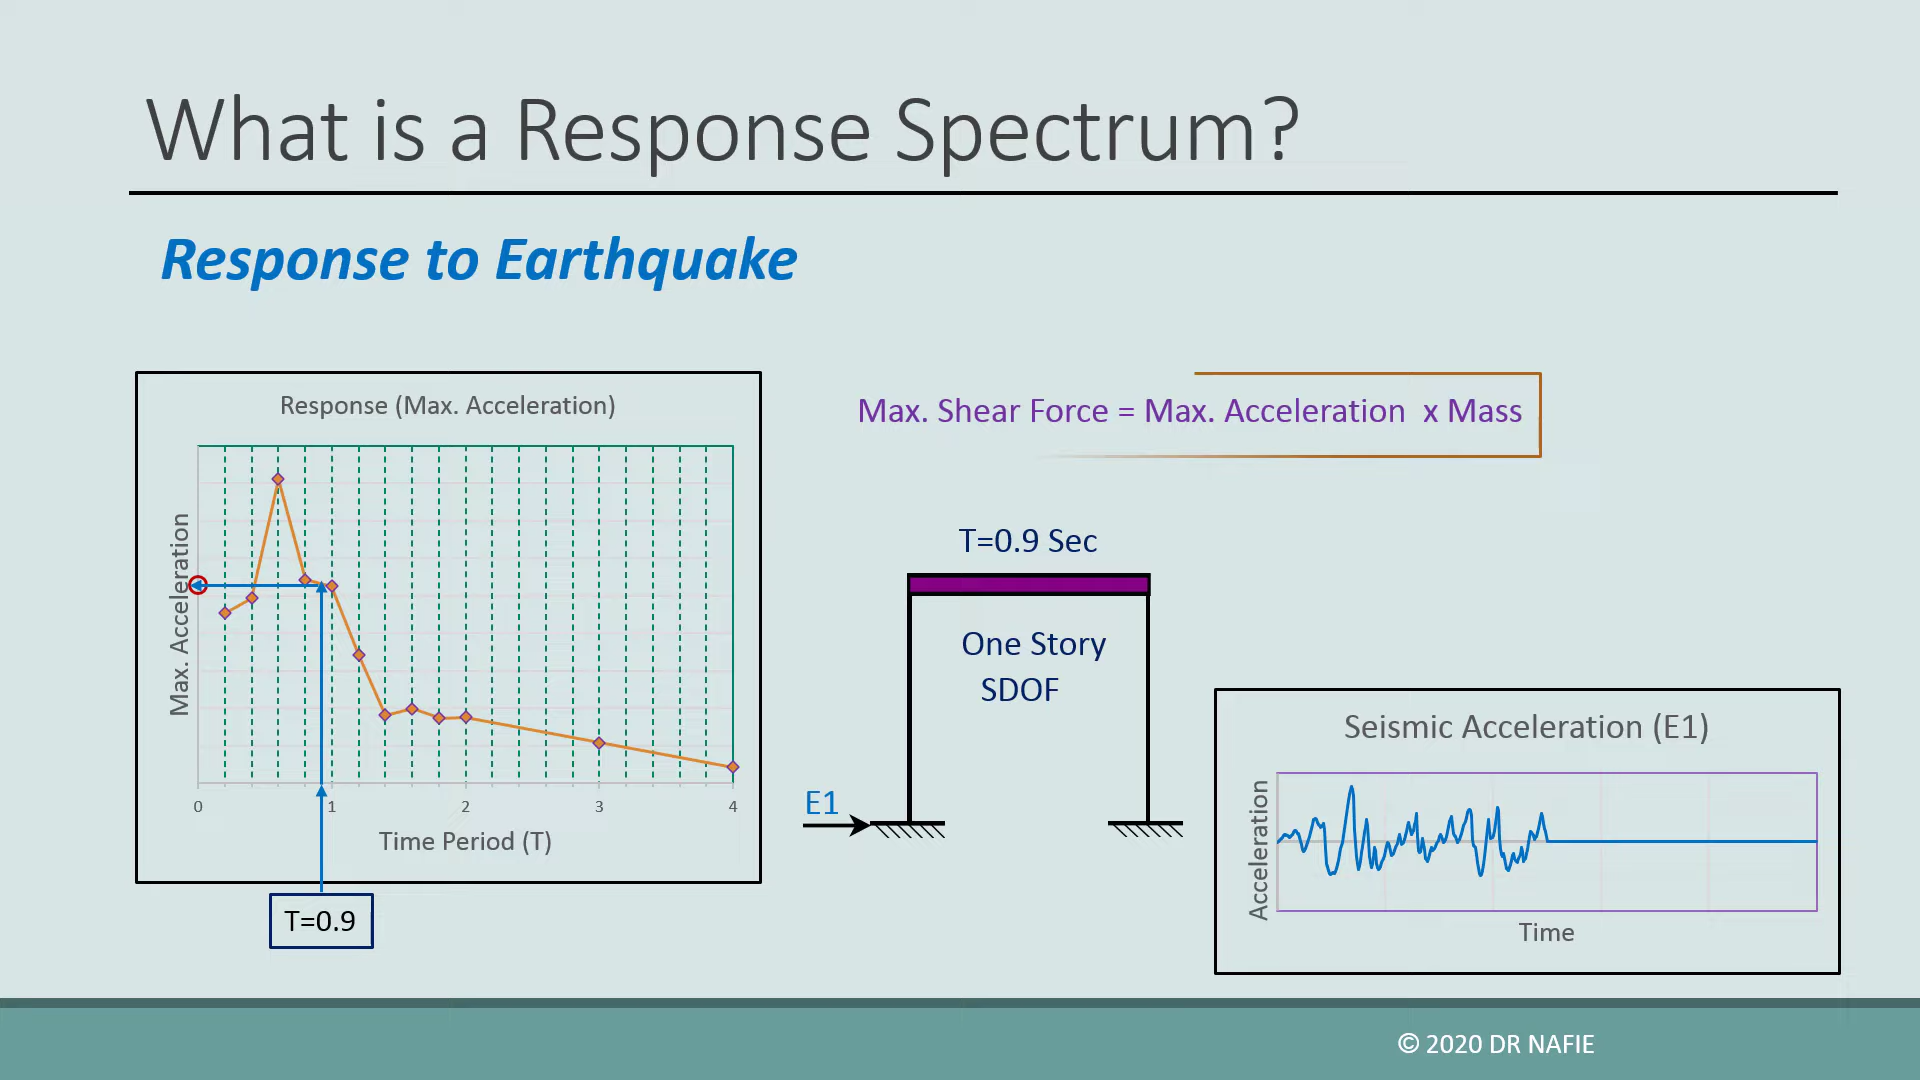 What is a Response Spectrum?
Response to Earthquake
Response (Max. Acceleration)
Max. Acceleration
0 1 2 3 4
Time Period (T)
T=0.9
Max. Shear Force = Max. Acceleration x Mass
T=0.9 Sec
One Story
SDOF
E1
Seismic Acceleration (E1)
Acceleration
Time
© 2020 DR NAFIE